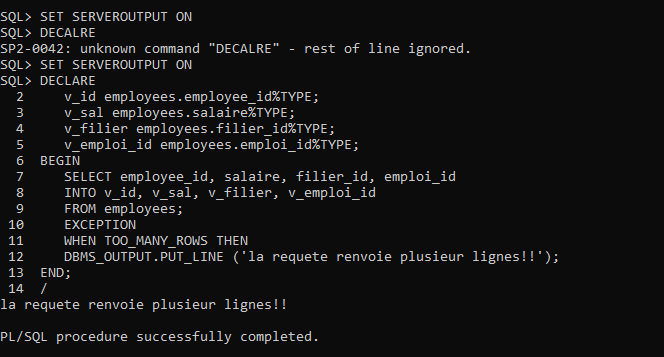 SQL> SET SERVEROUTPUT ON
SQL> DECALRE
SP2-0042: unknown command "DECALRE" - rest of line ignored.
SQL> SET SERVEROUTPUT ON
SQL> DECLARE
  2     v_id employees.employee_id%TYPE;
  3     v_sal employees.salaire%TYPE;
  4     v_filier employees.filier_id%TYPE;
  5     v_emploi_id employees.emploi_id%TYPE;
  6  BEGIN
  7     SELECT employee_id, salaire, filier_id, emploi_id
  8     INTO v_id, v_sal, v_filier, v_emploi_id
  9     FROM employees;
 10     EXCEPTION
 11     WHEN TOO_MANY_ROWS THEN
 12     DBMS_OUTPUT.PUT_LINE ('la requete renvoie plusieur lignes!!');
 13  END;
 14  /
la requete renvoie plusieur lignes!!
PL/SQL procedure successfully completed.